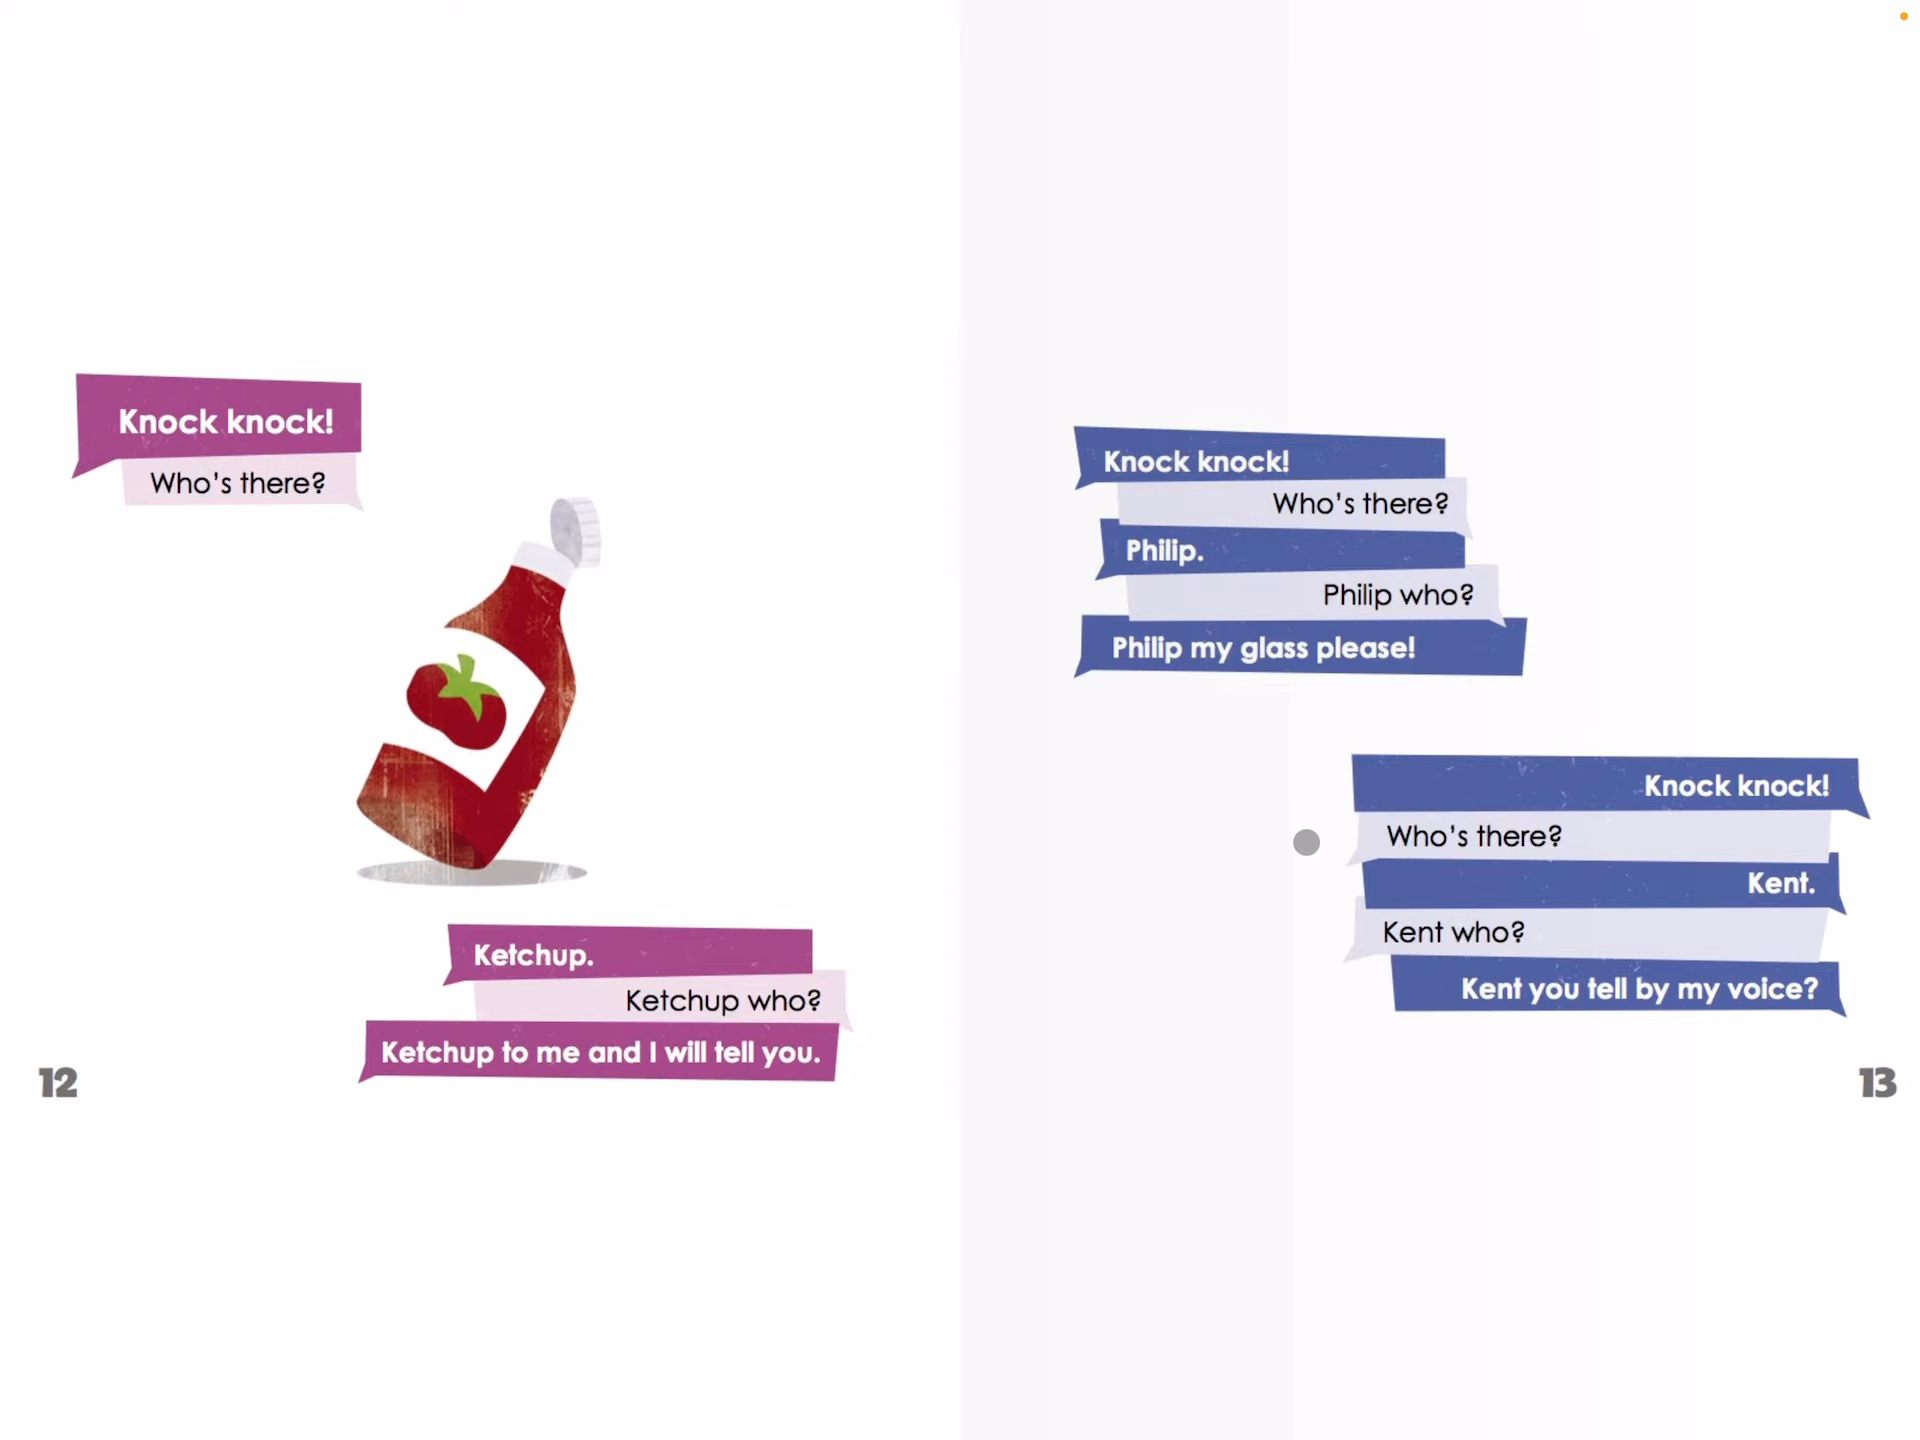 Knock knock!
Who's there?
Ketchup.
Ketchup who?
Ketchup to me and I will tell you.
12
Knock knock!
Who's there?
Philip.
Philip who?
Philip my glass please!
Knock knock!
Who's there?
Kent.
Kent who?
Kent you tell by my voice?
13